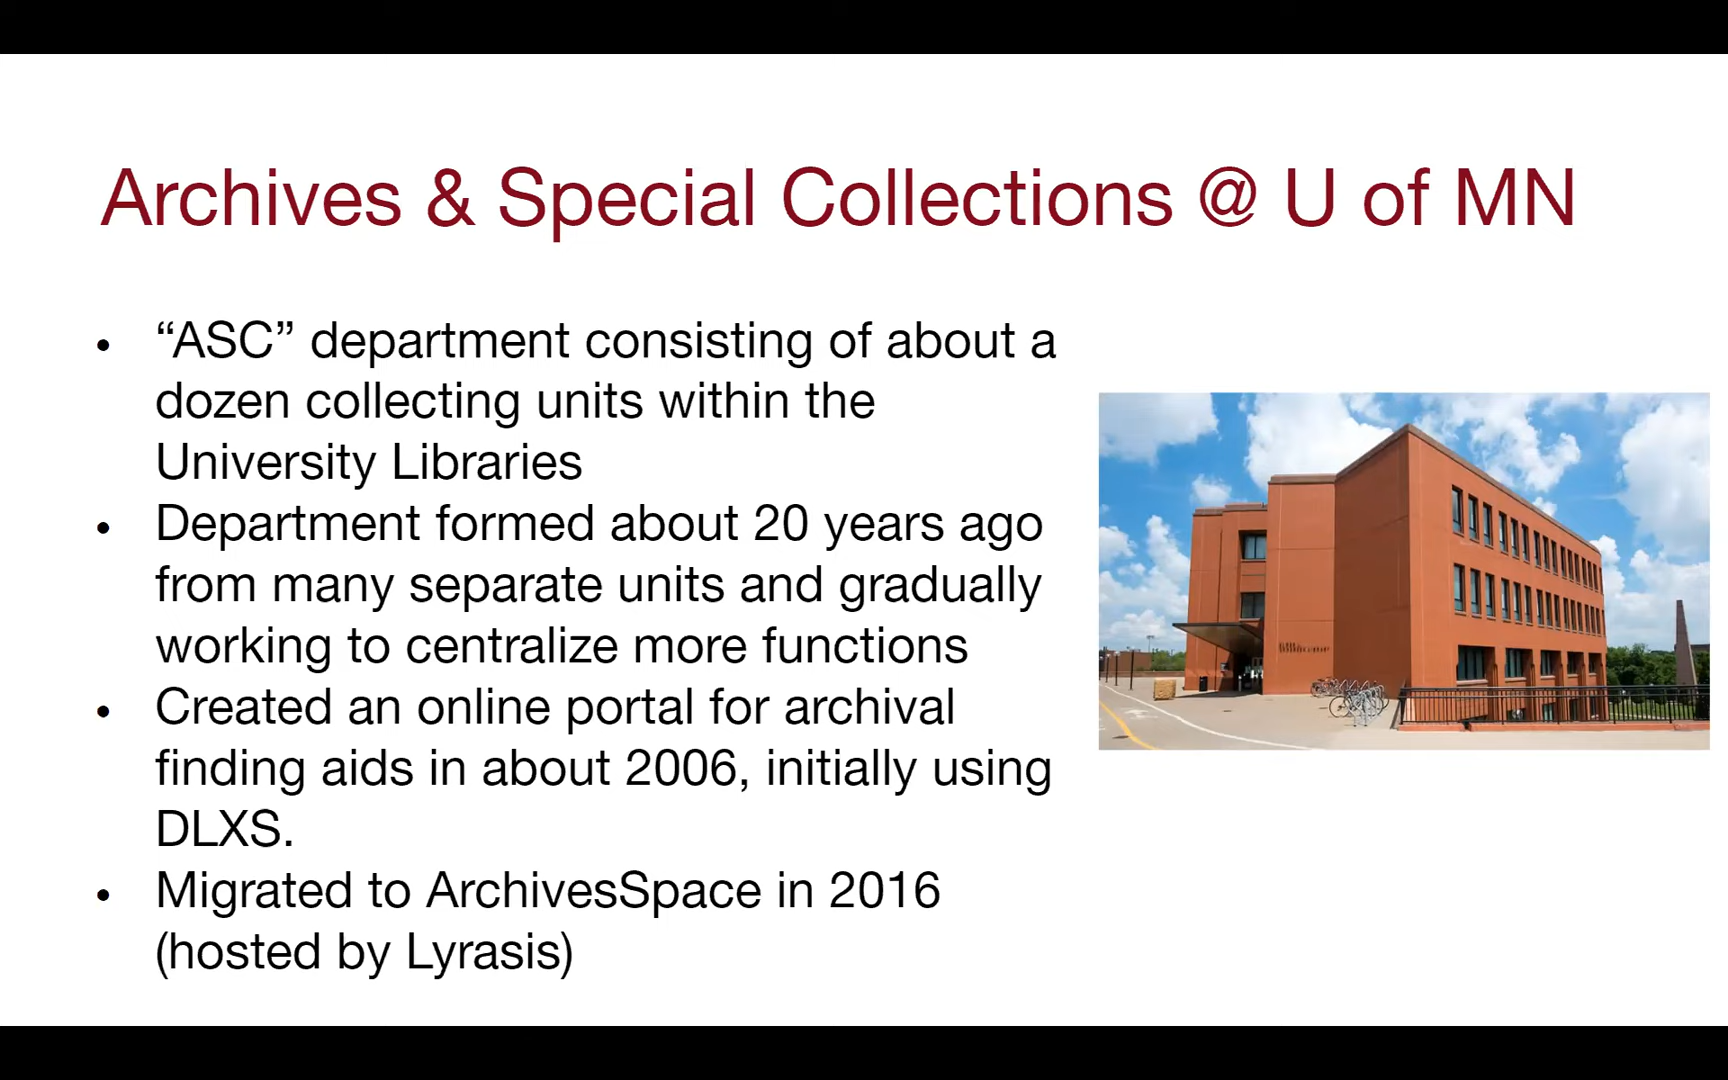 Archives & Special Collections @ U of MN
• “ASC” department consisting of about a
dozen collecting units within the
University Libraries
• Department formed about 20 years ago
from many separate units and gradually
working to centralize more functions
• Created an online portal for archival
finding aids in about 2006, initially using
DLXS.
• Migrated to ArchivesSpace in 2016
(hosted by Lyrasis)